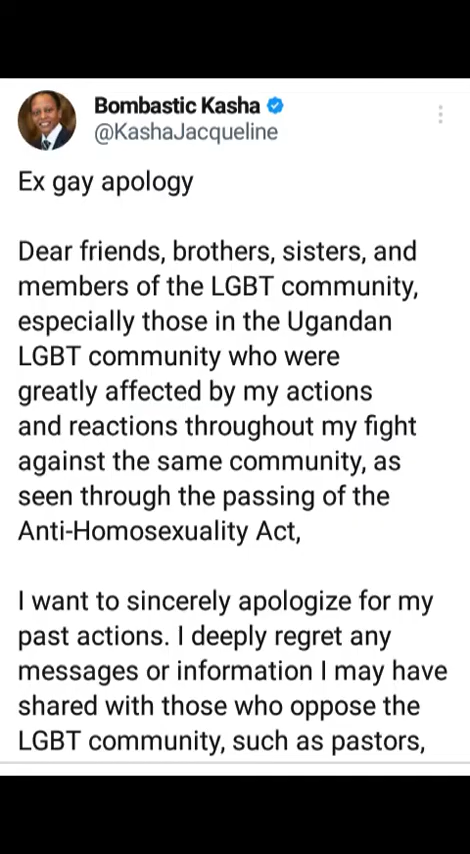 Bombastic Kasha
@KashaJacqueline
Ex gay apology
Dear friends, brothers, sisters, and
members of the LGBT community,
especially those in the Ugandan
LGBT community who were
greatly affected by my actions
and reactions throughout my fight
against the same community, as
seen through the passing of the
Anti-Homosexuality Act,
I want to sincerely apologize for my
past actions. I deeply regret any
messages or information I may have
shared with those who oppose the
LGBT community, such as pastors,